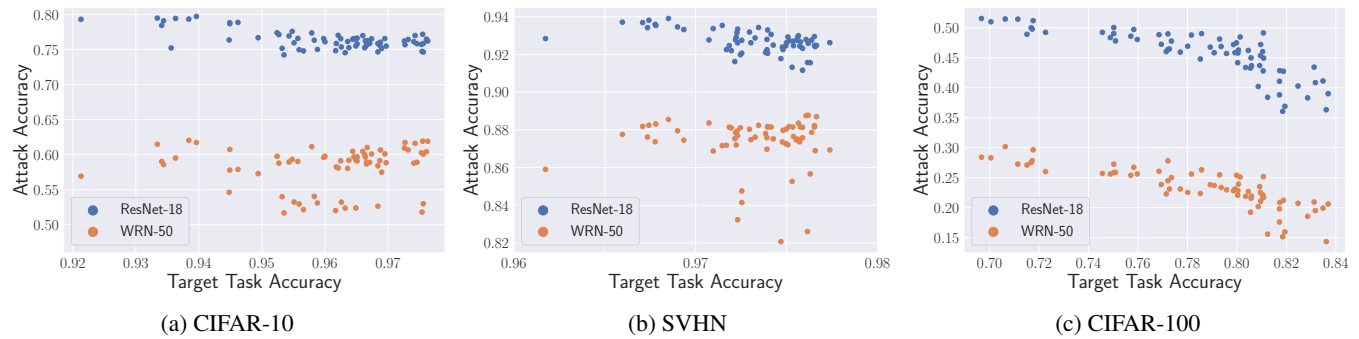 0.80
0.75
0.70
0.65
0.60
0.55
0.50
Attack Accuracy
ResNet-18
WRN-50
0.92 0.93 0.94 0.95 0.96 0.97
Target Task Accuracy
(a) CIFAR-10
0.94
0.92
0.90
0.88
0.86
0.84
0.82
Attack Accuracy
ResNet-18
WRN-50
0.96 0.97 0.98
Target Task Accuracy
(b) SVHN
0.50
0.45
0.40
0.35
0.30
0.25
0.20
0.15
Attack Accuracy
ResNet-18
WRN-50
0.70 0.72 0.74 0.76 0.78 0.80 0.82 0.84
Target Task Accuracy
(c) CIFAR-100